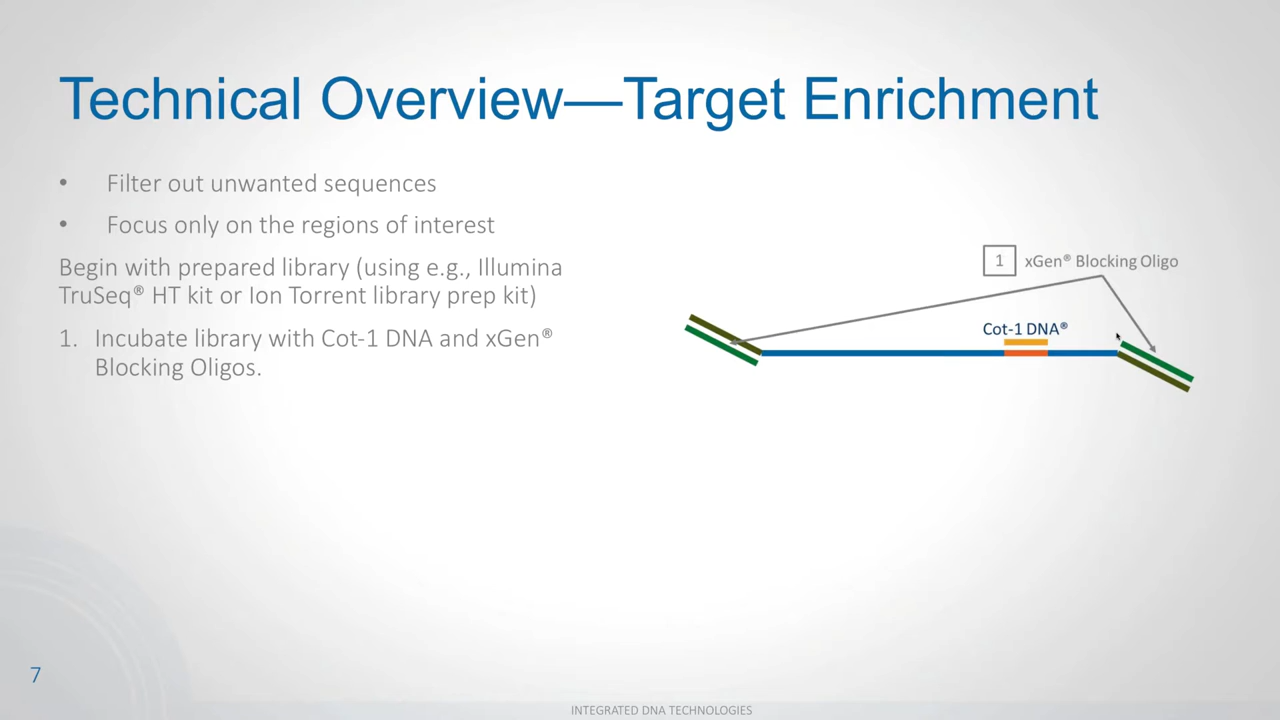 Technical Overview—Target Enrichment
• Filter out unwanted sequences
• Focus only on the regions of interest
Begin with prepared library (using e.g., Illumina
TruSeq® HT kit or Ion Torrent library prep kit)
1. Incubate library with Cot-1 DNA and xGen®
Blocking Oligos.
1 xGen® Blocking Oligo
Cot-1 DNA®
7
INTEGRATED DNA TECHNOLOGIES